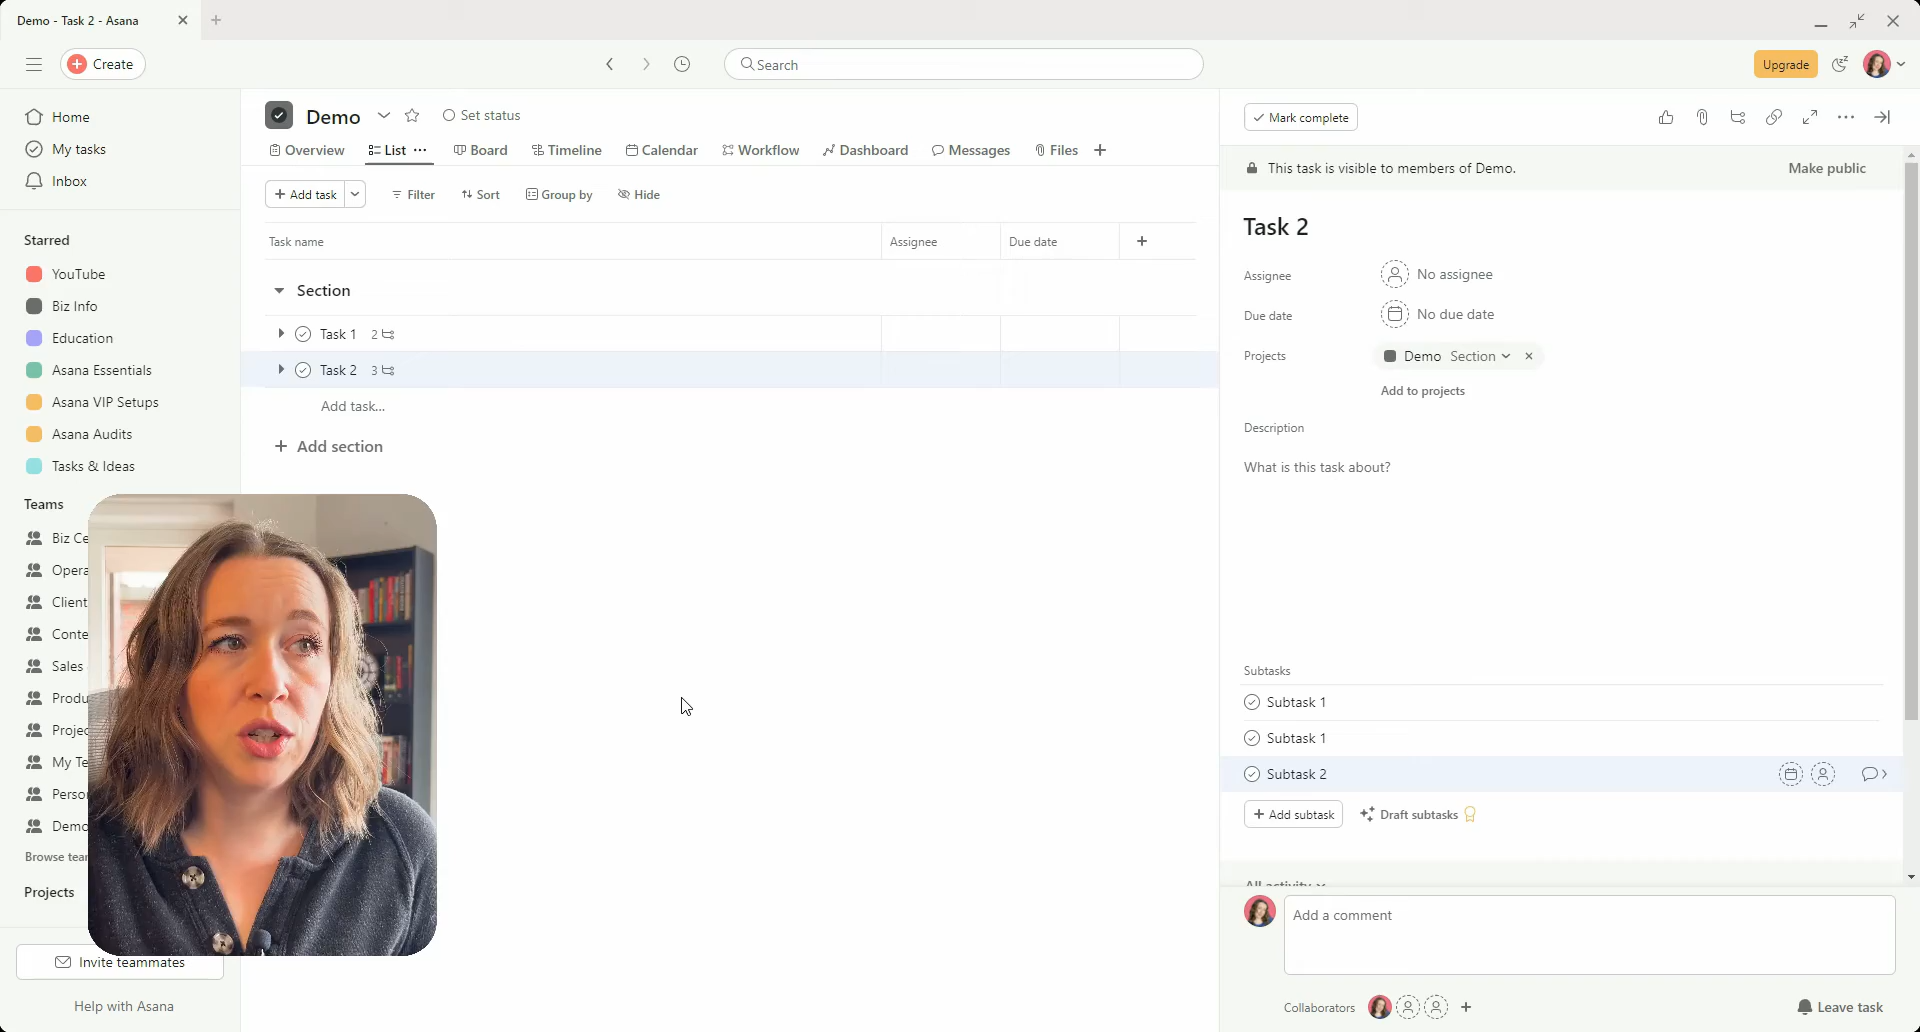 Demo - Task 2 - Asana
Create
Search
Upgrade
Home
My tasks
Inbox
Starred
YouTube
Biz Info
Education
Asana Essentials
Asana VIP Setups
Asana Audits
Tasks & Ideas
Teams
Biz Ce
Opera
Client
Conte
Sales
Produ
Projec
My Te
Person
Demo
Browse tear
Projects
Invite teammates
Help with Asana
Demo
Set status
Overview List Board Timeline Calendar Workflow Dashboard Messages Files
Add task Filter Sort Group by Hide
Task name Assignee Due date
Section
Task 1 2
Task 2 3
Add task...
Add section
Mark complete
This task is visible to members of Demo. Make public
Task 2
Assignee No assignee
Due date No due date
Projects Demo Section
Add to projects
Description
What is this task about?
Subtasks
Subtask 1
Subtask 1
Subtask 2
Add subtask Draft subtasks
All activity
Add a comment
Collaborators Leave task